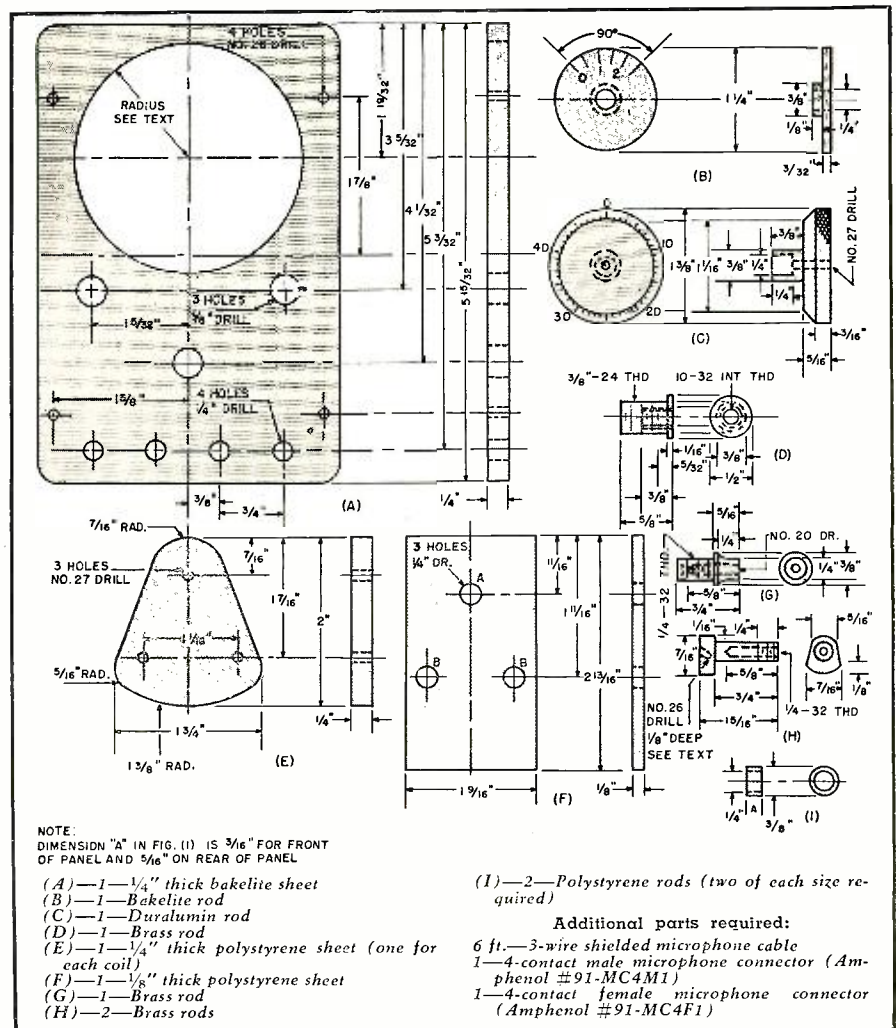 4 HOLES
NO. 26 DRILL
RADIUS
SEE TEXT
1 19/32"
3 5/32"
1 7/8"
4 1/32"
5 3/32"
5 15/32"
3 HOLES
DRILL
1 5/32"
1 5/8"
4 HOLES
1/4" DRILL
3/8"
3/4"
1/4"
(A)
90°
0
2
1 1/4"
3/8"
1/8"
1/4"
3/32"
(B)
0
10
20
30
40
1 3/8"
1 1/16"
3/8"
3/8"
1/4"
1/4"
NO. 27 DRILL
3/16"
5/16"
(C)
3/8"-24 THD
10-32 INT THD
1/16"
5/32"
3/8"
5/8"
3/8"
1/2"
(D)
7/16" RAD.
3 HOLES
NO. 27 DRILL
7/16"
1 7/16"
2"
5/16" RAD.
1 3/4"
1 3/8" RAD.
1/4"
(E)
3 HOLES
1/4" DR.
A
B
B
11/16"
1 11/16"
2 13/16"
1 9/16"
1/8"
(F)
5/16
1/4"
NO. 20 DR.
1/4-32 THD
5/8"
3/4"
1/4"
3/8"
(G)
1/16"
1/4"
7/16"
5/8"
3/4"
15/16"
5/16"
7/16"
1/8"
1/4-32 THD
NO. 26
DRILL
1/8" DEEP
SEE TEXT
(H)
1/4"
A
3/8"
(I)
NOTE:
DIMENSION "A" IN FIG. (I) IS 3/16" FOR FRONT
OF PANEL AND 5/16" ON REAR OF PANEL
(A)—1—1/4" thick bakelite sheet
(B)—1—Bakelite rod
(C)—1—Duralumin rod
(D)—1—Brass rod
(E)—1—1/4" thick polystyrene sheet (one for
each coil)
(F)—1—1/8" thick polystyrene sheet
(G)—1—Brass rod
(H)—2—Brass rods
(I)—2—Polystyrene rods (two of each size re-
quired)
Additional parts required:
6 ft.—3-wire shielded microphone cable
1—4-contact male microphone connector (Am-
phenol #91-MC4M1)
1—4-contact female microphone connector
(Amphenol #91-MC4F1)